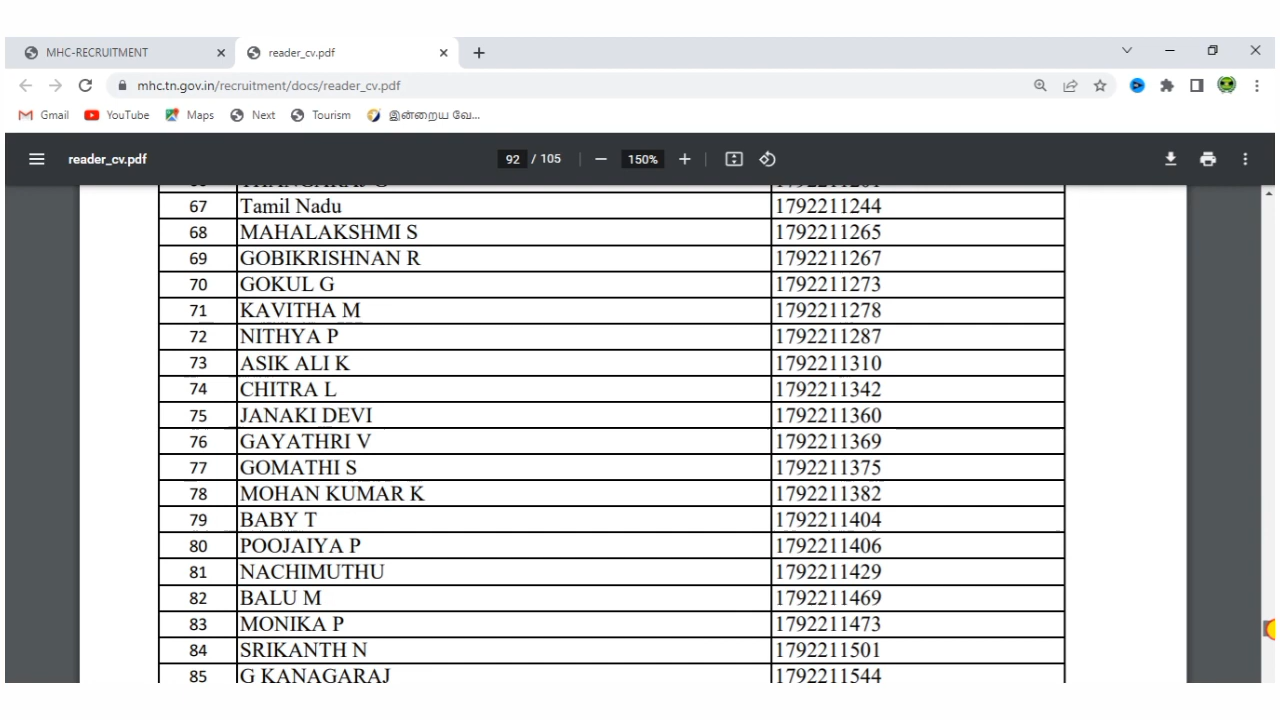 MHC-RECRUITMENT
reader_cv.pdf
mhc.tn.gov.in/recruitment/docs/reader_cv.pdf
Gmail YouTube Maps Next Tourism இன்றைய வே...
reader_cv.pdf 92 / 105 150%
67 Tamil Nadu 1792211244
68 MAHALAKSHMI S 1792211265
69 GOBIKRISHNAN R 1792211267
70 GOKUL G 1792211273
71 KAVITHA M 1792211278
72 NITHYA P 1792211287
73 ASIK ALI K 1792211310
74 CHITRA L 1792211342
75 JANAKI DEVI 1792211360
76 GAYATHRI V 1792211369
77 GOMATHI S 1792211375
78 MOHAN KUMAR K 1792211382
79 BABY T 1792211404
80 POOJAIYA P 1792211406
81 NACHIMUTHU 1792211429
82 BALU M 1792211469
83 MONIKA P 1792211473
84 SRIKANTH N 1792211501
85 G KANAGARAJ 1792211544